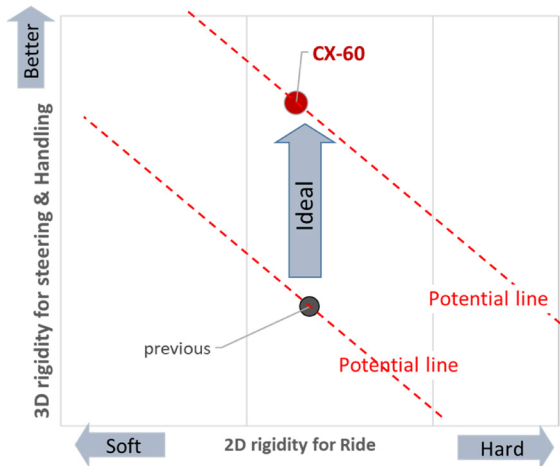 Better
CX-60
3D rigidity for steering & Handling
Ideal
Potential line
previous
Potential line
Soft
2D rigidity for Ride
Hard